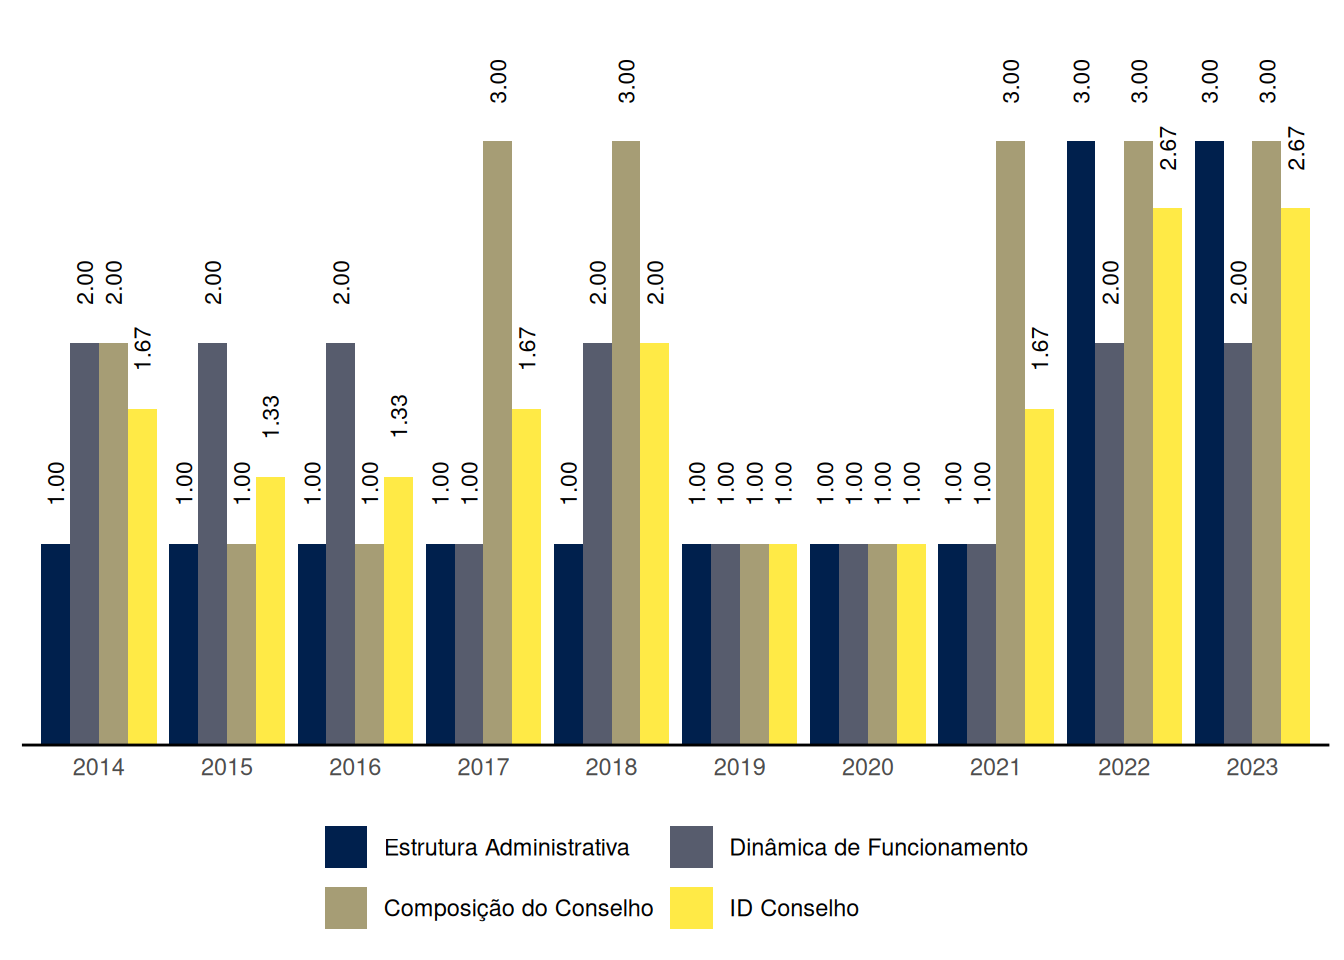 3.00 3.00 3.00 3.00 3.00 3.00 3.00
2.67 2.67
2.00 2.00 2.00 2.00 2.00 2.00 2.00 2.00
1.67 1.67 1.67
1.33 1.33
1.00 1.00 1.00 1.00 1.00 1.00 1.00 1.00 1.00 1.00 1.00 1.00 1.00 1.00 1.00 1.00 1.00 1.00
2014 2015 2016 2017 2018 2019 2020 2021 2022 2023
Estrutura Administrativa Dinâmica de Funcionamento
Composição do Conselho ID Conselho